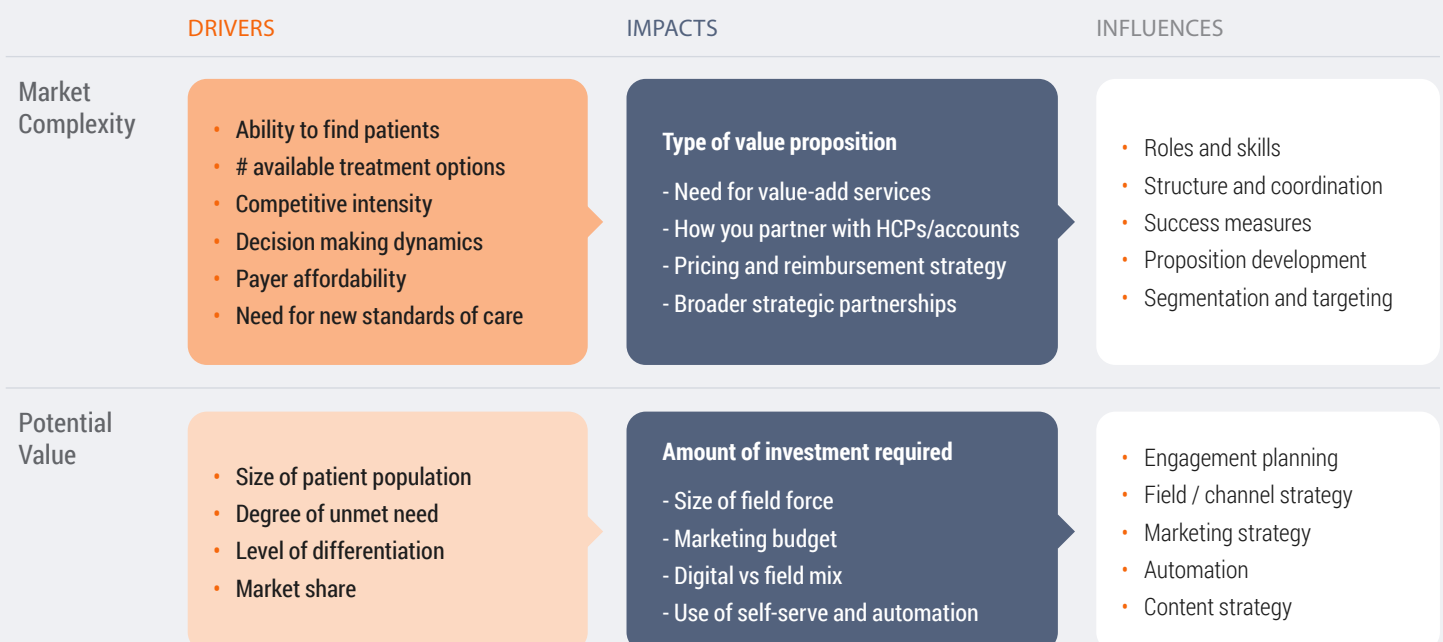 DRIVERS
IMPACTS
INFLUENCES
Market
Complexity
• Ability to find patients
• # available treatment options
• Competitive intensity
• Decision making dynamics
• Payer affordability
• Need for new standards of care
Type of value proposition
- Need for value-add services
- How you partner with HCPs/accounts
- Pricing and reimbursement strategy
- Broader strategic partnerships
• Roles and skills
• Structure and coordination
• Success measures
• Proposition development
• Segmentation and targeting
Potential
Value
• Size of patient population
• Degree of unmet need
• Level of differentiation
• Market share
Amount of investment required
- Size of field force
- Marketing budget
- Digital vs field mix
- Use of self-serve and automation
• Engagement planning
• Field / channel strategy
• Marketing strategy
• Automation
• Content strategy